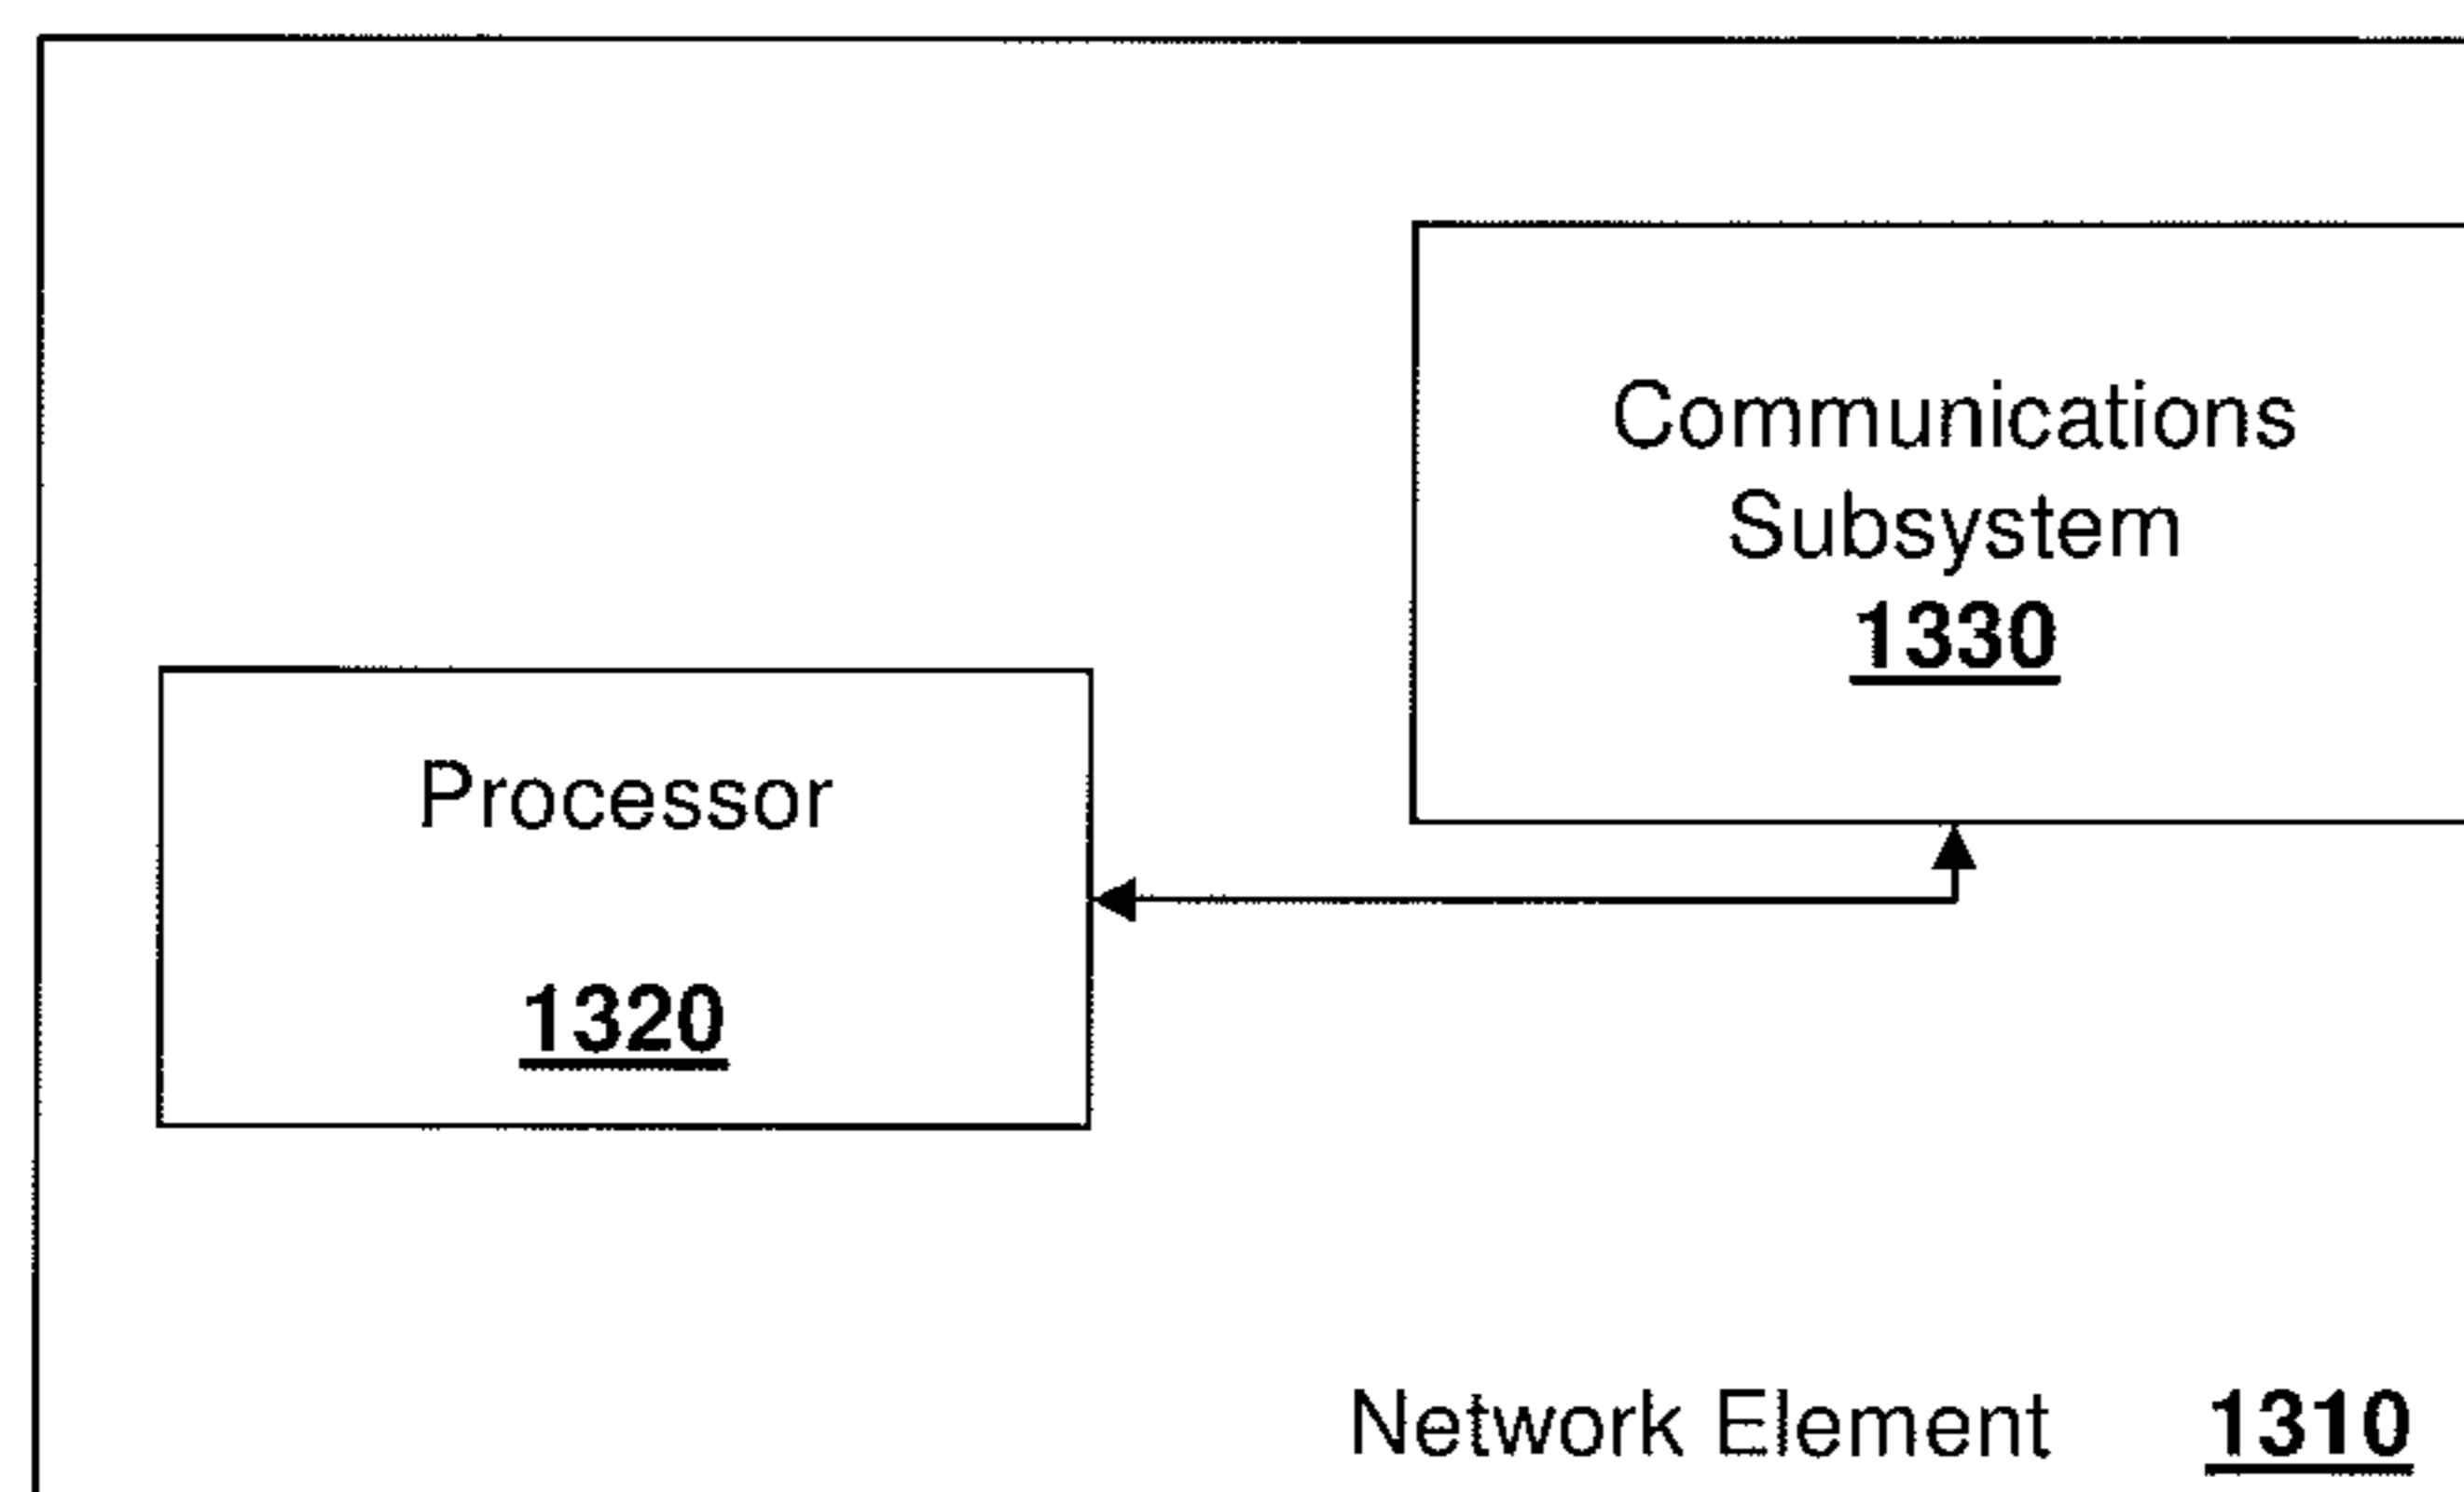 Communications
Subsystem
1330
Processor
1320
Network Element 1310